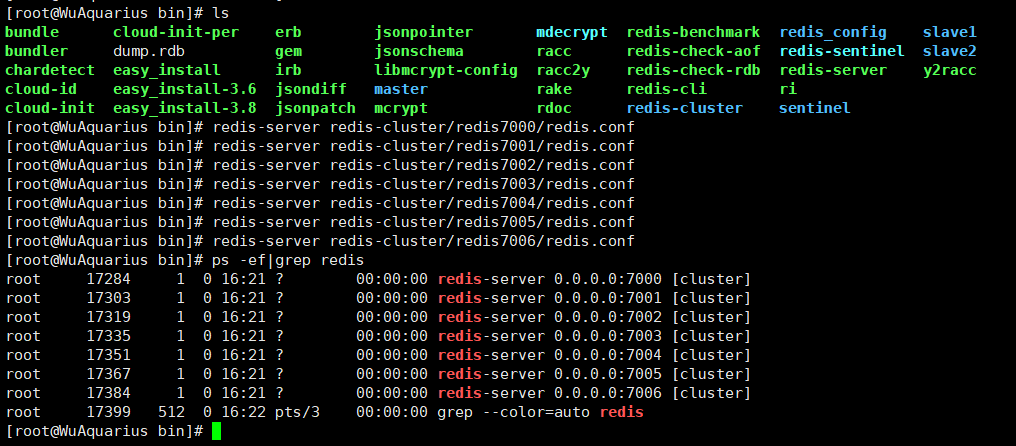 [root@WuAquarius bin]# ls
bundle cloud-init-per erb jsonpointer mdecrypt redis-benchmark redis_config slave1
bundler dump.rdb gem jsonschema racc redis-check-aof redis-sentinel slave2
chardetect easy_install irb libmcrypt-config racc2y redis-check-rdb redis-server y2racc
cloud-id easy_install-3.6 jsondiff master rake redis-cli ri
cloud-init easy_install-3.8 jsonpatch mcrypt rdoc redis-cluster sentinel
[root@WuAquarius bin]# redis-server redis-cluster/redis7000/redis.conf
[root@WuAquarius bin]# redis-server redis-cluster/redis7001/redis.conf
[root@WuAquarius bin]# redis-server redis-cluster/redis7002/redis.conf
[root@WuAquarius bin]# redis-server redis-cluster/redis7003/redis.conf
[root@WuAquarius bin]# redis-server redis-cluster/redis7004/redis.conf
[root@WuAquarius bin]# redis-server redis-cluster/redis7005/redis.conf
[root@WuAquarius bin]# redis-server redis-cluster/redis7006/redis.conf
[root@WuAquarius bin]# ps -ef|grep redis
root 17284 1 0 16:21 ? 00:00:00 redis-server 0.0.0.0:7000 [cluster]
root 17303 1 0 16:21 ? 00:00:00 redis-server 0.0.0.0:7001 [cluster]
root 17319 1 0 16:21 ? 00:00:00 redis-server 0.0.0.0:7002 [cluster]
root 17335 1 0 16:21 ? 00:00:00 redis-server 0.0.0.0:7003 [cluster]
root 17351 1 0 16:21 ? 00:00:00 redis-server 0.0.0.0:7004 [cluster]
root 17367 1 0 16:21 ? 00:00:00 redis-server 0.0.0.0:7005 [cluster]
root 17384 1 0 16:21 ? 00:00:00 redis-server 0.0.0.0:7006 [cluster]
root 17399 512 0 16:22 pts/3 00:00:00 grep --color=auto redis
[root@WuAquarius bin]#